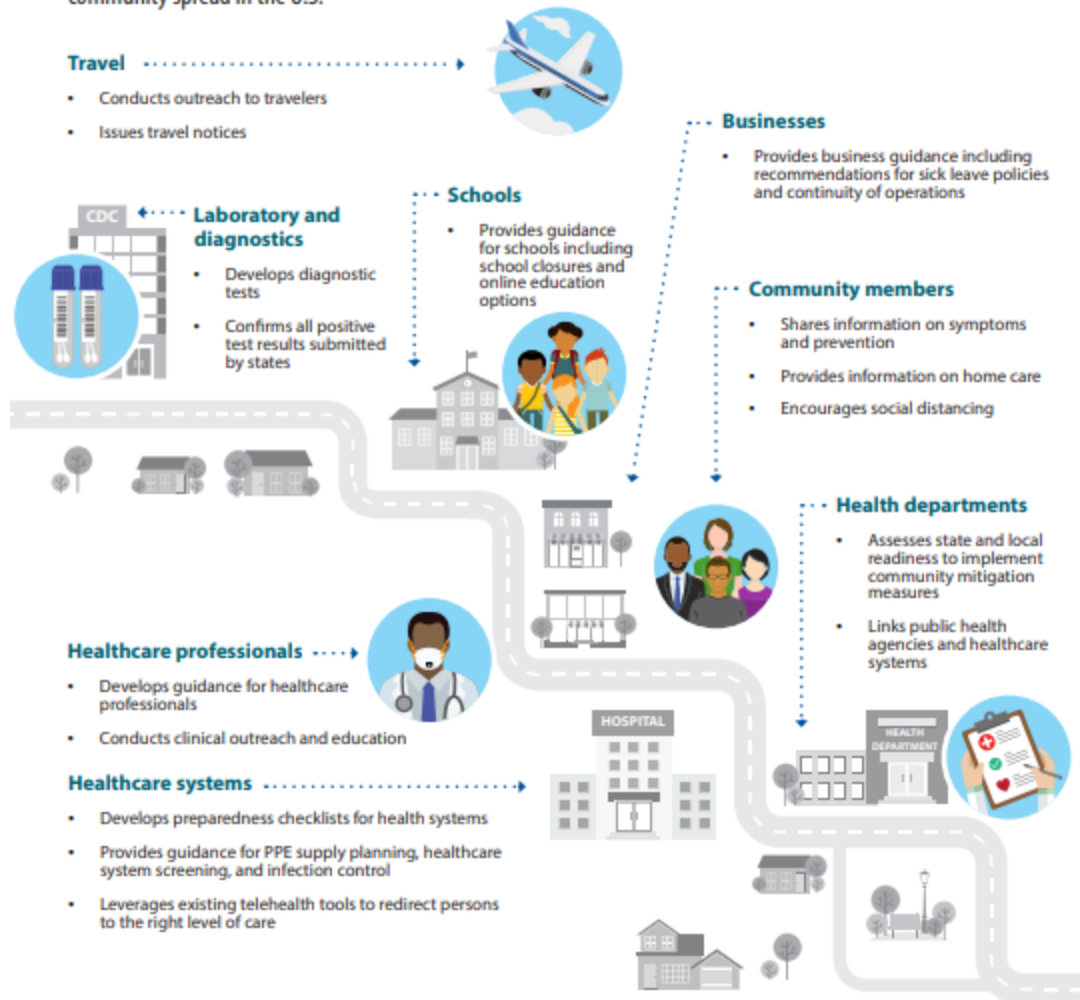 community spread in the U.S.
Travel
• Conducts outreach to travelers
• Issues travel notices
Businesses
• Provides business guidance including
recommendations for sick leave policies
and continuity of operations
Schools
• Provides guidance
for schools including
school closures and
online education
options
CDC
Laboratory and
diagnostics
• Develops diagnostic
tests
• Confirms all positive
test results submitted
by states
Community members
• Shares information on symptoms
and prevention
• Provides information on home care
• Encourages social distancing
Health departments
• Assesses state and local
readiness to implement
community mitigation
measures
• Links public health
agencies and healthcare
systems
Healthcare professionals
• Develops guidance for healthcare
professionals
• Conducts clinical outreach and education
HOSPITAL
HEALTH
DEPARTMENT
Healthcare systems
• Develops preparedness checklists for health systems
• Provides guidance for PPE supply planning, healthcare
system screening, and infection control
• Leverages existing telehealth tools to redirect persons
to the right level of care